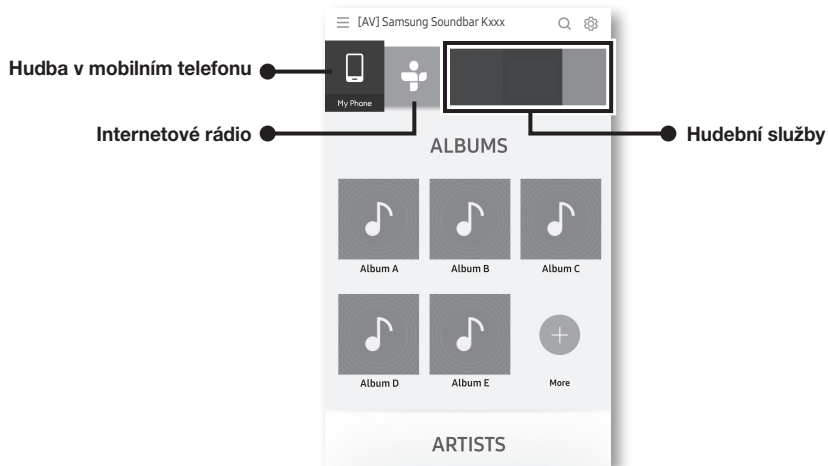 [AV] Samsung Soundbar Kxxx
Hudba v mobilním telefonu
My Phone
Internetové rádio
Hudební služby
ALBUMS
Album A Album B Album C
Album D Album E More
ARTISTS